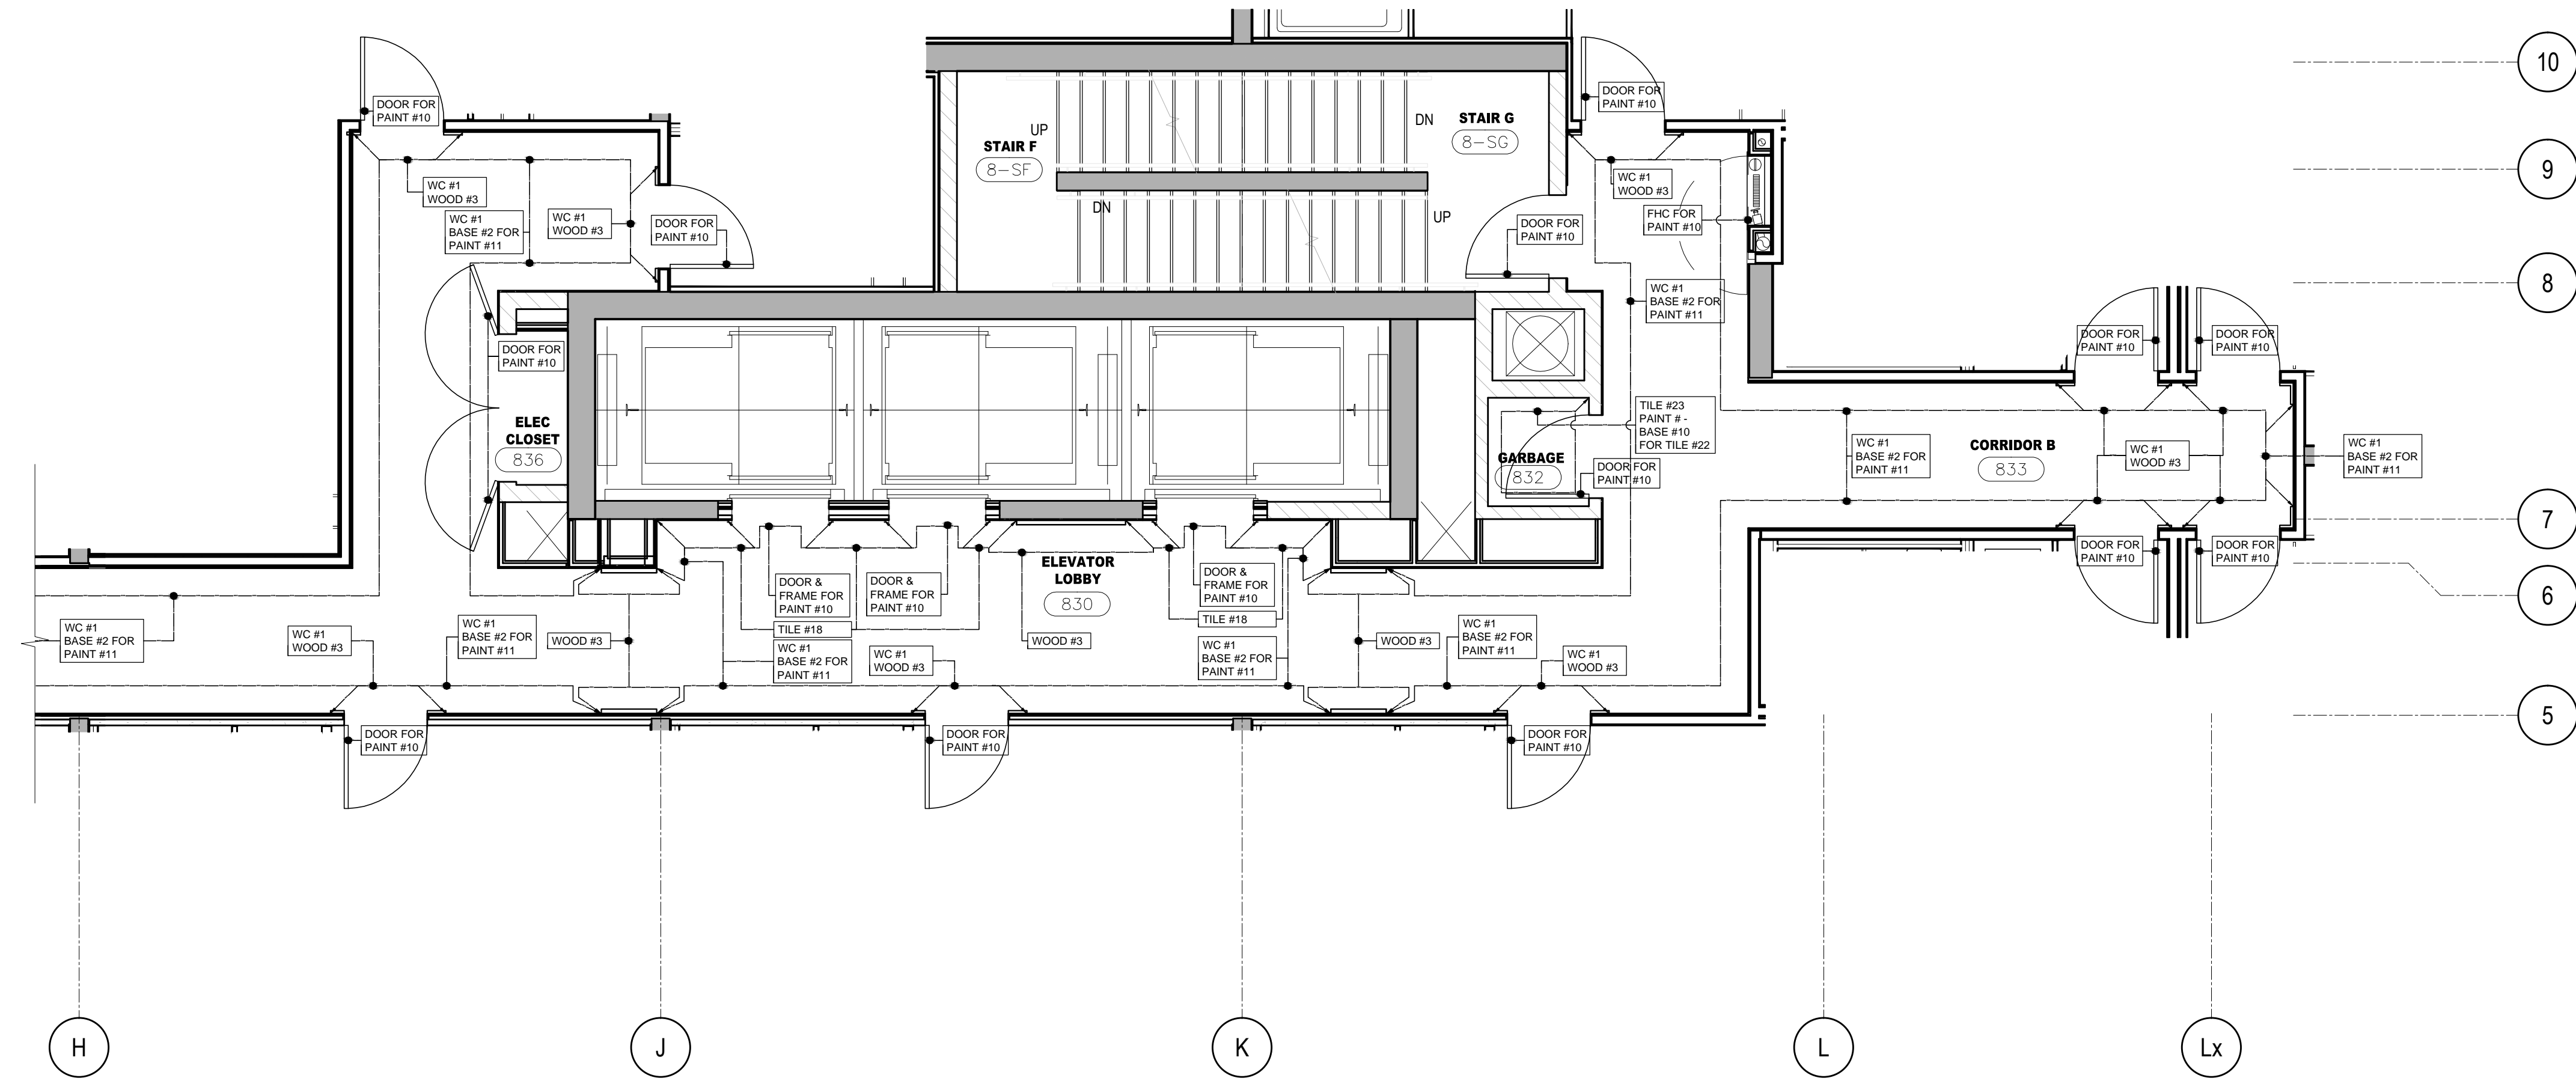 10
DOOR FOR
PAINT #10
DOOR FOR
PAINT #10
UP
STAIR F
8-SF
DN
STAIR G
8-SG
9
WC #1
WOOD #3
WC #1
BASE #2 FOR
PAINT #11
WC #1
WOOD #3
DOOR FOR
PAINT #10
DN
UP
DOOR FOR
PAINT #10
WC #1
WOOD #3
FHC FOR
PAINT #10
8
WC #1
BASE #2 FOR
PAINT #11
DOOR FOR
PAINT #10
DOOR FOR
PAINT #10
DOOR FOR
PAINT #10
ELEC
CLOSET
836
TILE #23
PAINT # -
BASE #10
FOR TILE #22
GARBAGE
832
DOOR FOR
PAINT #10
WC #1
BASE #2 FOR
PAINT #11
CORRIDOR B
833
WC #1
WOOD #3
WC #1
BASE #2 FOR
PAINT #11
7
DOOR FOR
PAINT #10
DOOR FOR
PAINT #10
ELEVATOR
LOBBY
830
DOOR &
FRAME FOR
PAINT #10
DOOR &
FRAME FOR
PAINT #10
DOOR &
FRAME FOR
PAINT #10
6
TILE #18
TILE #18
WC #1
BASE #2 FOR
PAINT #11
WC #1
WOOD #3
WC #1
BASE #2 FOR
PAINT #11
WOOD #3
WC #1
BASE #2 FOR
PAINT #11
WC #1
WOOD #3
WOOD #3
WC #1
BASE #2 FOR
PAINT #11
WOOD #3
WC #1
BASE #2 FOR
PAINT #11
WC #1
WOOD #3
5
DOOR FOR
PAINT #10
DOOR FOR
PAINT #10
DOOR FOR
PAINT #10
H
J
K
L
Lx